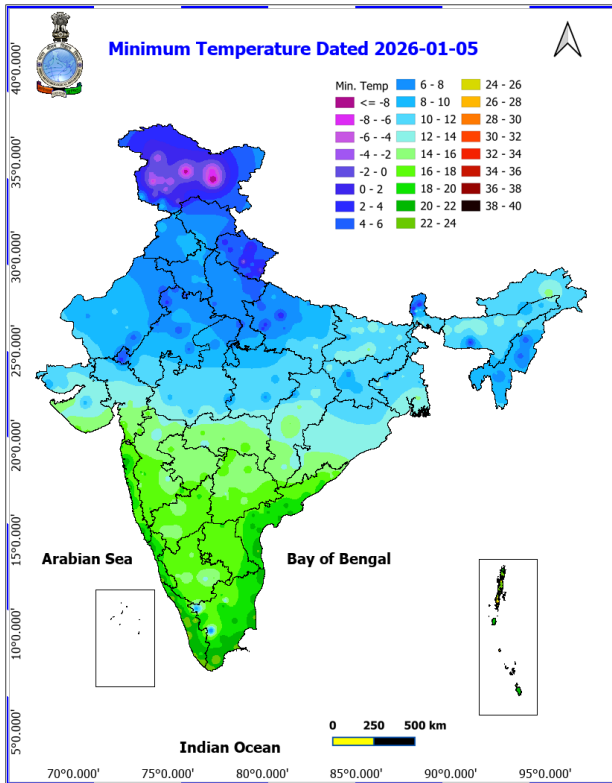 Minimum Temperature Dated 2026-01-05
Min. Temp
<= -8
-8 - -6
-6 - -4
-4 - -2
-2 - 0
0 - 2
2 - 4
4 - 6
6 - 8
8 - 10
10 - 12
12 - 14
14 - 16
16 - 18
18 - 20
20 - 22
22 - 24
24 - 26
26 - 28
28 - 30
30 - 32
32 - 34
34 - 36
36 - 38
38 - 40
40°0.000'
35°0.000'
30°0.000'
25°0.000'
20°0.000'
15°0.000'
10°0.000'
5°0.000'
Arabian Sea
Bay of Bengal
0 250 500 km
Indian Ocean
70°0.000' 75°0.000' 80°0.000' 85°0.000' 90°0.000' 95°0.000'